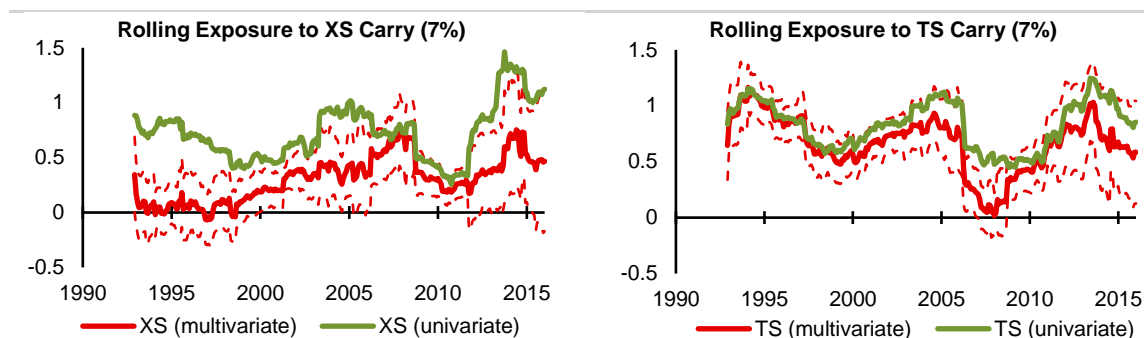 Rolling Exposure to XS Carry (7%)
1.5
1
0.5
0
-0.5
1990 1995 2000 2005 2010 2015
XS (multivariate) XS (univariate)
Rolling Exposure to TS Carry (7%)
1.5
1
0.5
0
-0.5
1990 1995 2000 2005 2010 2015
TS (multivariate) TS (univariate)